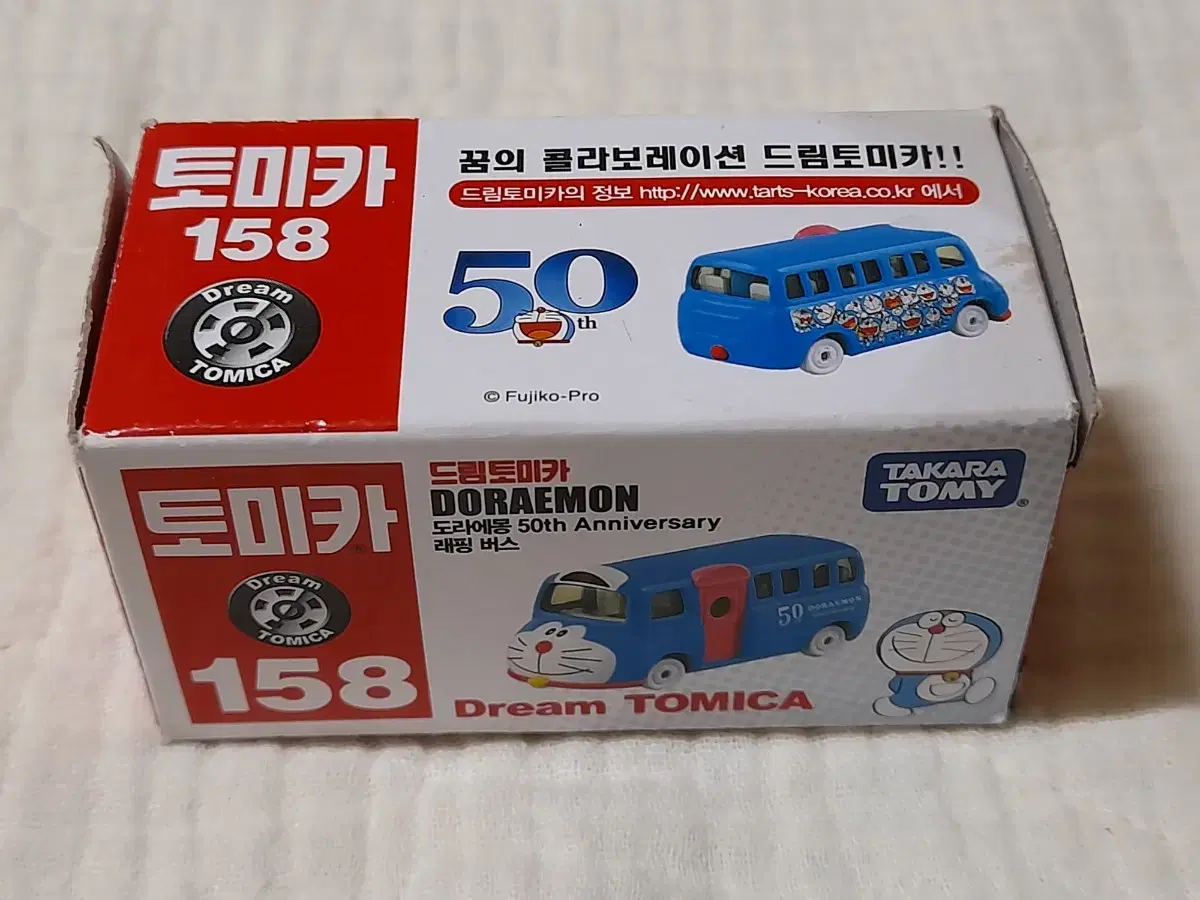 토미카
158
Dream
TOMICA
꿈의 콜라보레이션 드림토미카!!
드림토미카의 정보 http://www.tarts-korea.co.kr 에서
50th
© Fujiko-Pro
토미카®
Dream
TOMICA
158
드림토미카
DORAEMON
도라에몽 50th Anniversary
래핑 버스
TAKARA
TOMY®
50 DORAEMON
Dream TOMICA